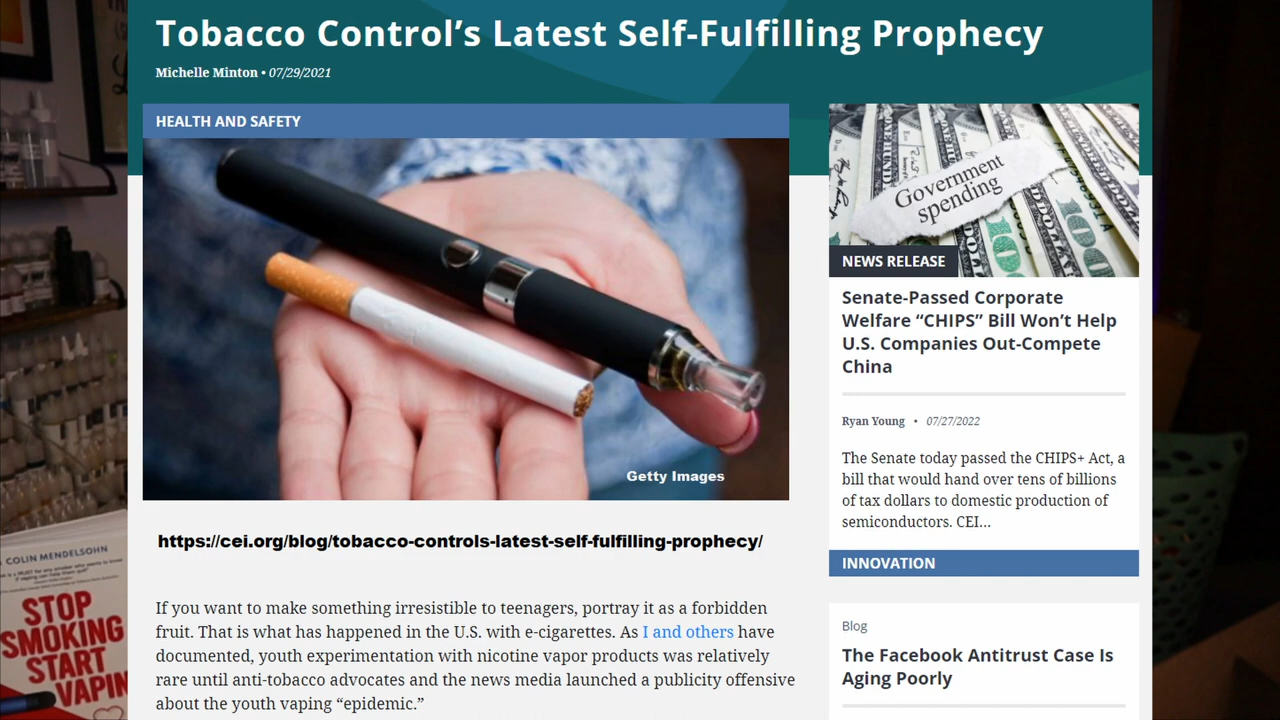 Tobacco Control’s Latest Self-Fulfilling Prophecy
Michelle Minton • 07/29/2021
HEALTH AND SAFETY
Getty Images
https://cei.org/blog/tobacco-controls-latest-self-fulfilling-prophecy/
If you want to make something irresistible to teenagers, portray it as a forbidden
fruit. That is what has happened in the U.S. with e-cigarettes. As I and others have
documented, youth experimentation with nicotine vapor products was relatively
rare until anti-tobacco advocates and the news media launched a publicity offensive
about the youth vaping “epidemic.”
Government
spending
NEWS RELEASE
Senate-Passed Corporate
Welfare “CHIPS” Bill Won’t Help
U.S. Companies Out-Compete
China
Ryan Young • 07/27/2022
The Senate today passed the CHIPS+ Act, a
bill that would hand over tens of billions
of tax dollars to domestic production of
semiconductors. CEI...
INNOVATION
Blog
The Facebook Antitrust Case Is
Aging Poorly
COLIN MENDELSOHN
STOP
SMOKING
START
VAPIN